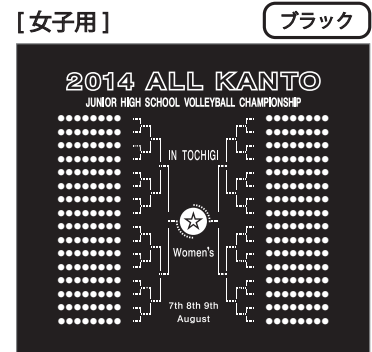 [女子用]
ブラック
2014 ALL KANTO
JUNIOR HIGH SCHOOL VOLLEYBALL CHAMPIONSHIP
IN TOCHIGI
Women's
7th 8th 9th
August